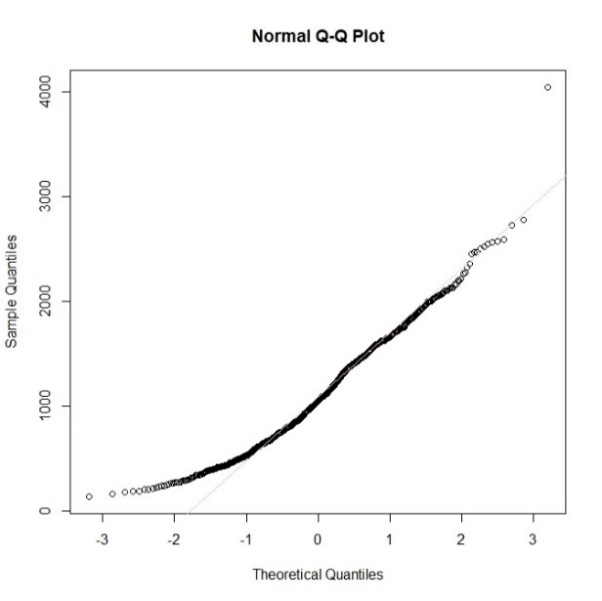 Normal Q-Q Plot
Sample Quantiles
4000
3000
2000
1000
0
-3 -2 -1 0 1 2 3
Theoretical Quantiles